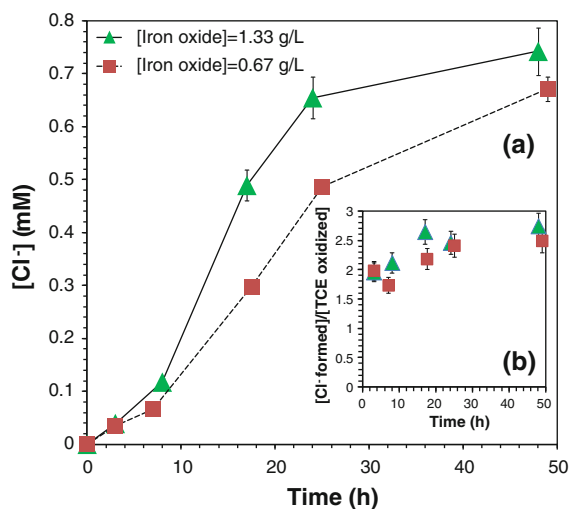 [Iron oxide]=1.33 g/L
[Iron oxide]=0.67 g/L
(a)
[Cl-] (mM)
0.8
0.7
0.6
0.5
0.4
0.3
0.2
0.1
0
0 10 20 30 40 50
Time (h)
[Cl- formed]/[TCE oxidized]
3
2.5
2
1.5
1
0.5
0
0 10 20 30 40 50
Time (h)
(b)